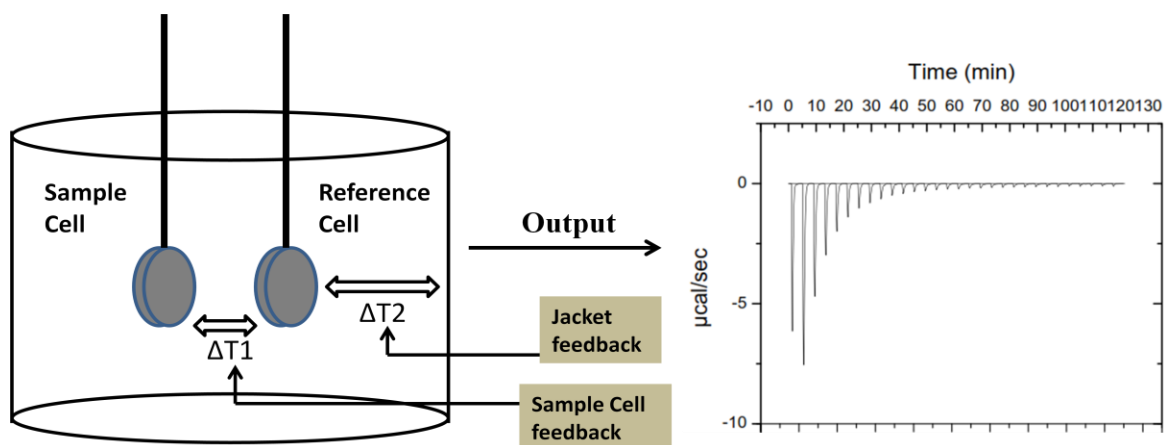 Sample
Cell
Reference
Cell
ΔT1
ΔT2
Jacket
feedback
Sample Cell
feedback
Output
Time (min)
-10 0 10 20 30 40 50 60 70 80 90 100110120130
0
-5
-10
µcal/sec